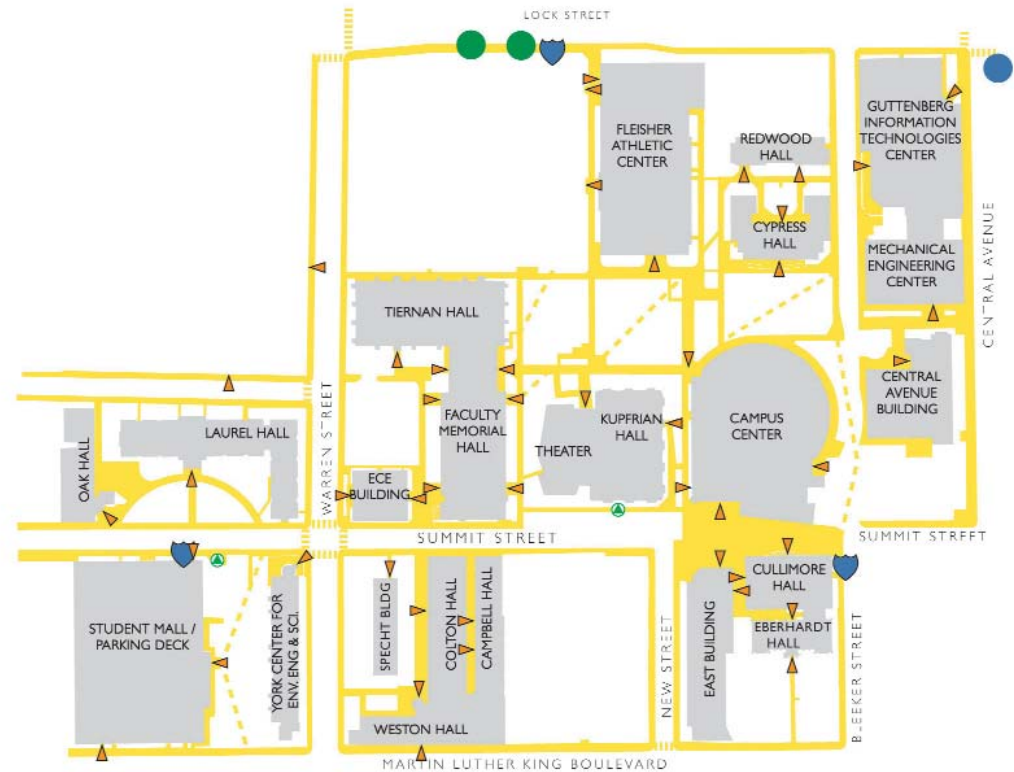 LOCK STREET
FLEISHER
ATHLETIC
CENTER
REDWOOD
HALL
GUTTENBERG
INFORMATION
TECHNOLOGIES
CENTER
CYPRESS
HALL
MECHANICAL
ENGINEERING
CENTER
CENTRAL AVENUE
TIERNAN HALL
CENTRAL
AVENUE
BUILDING
WARREN STREET
FACULTY
MEMORIAL
HALL
THEATER
KUPFRIAN
HALL
CAMPUS
CENTER
OAK HALL
LAUREL HALL
ECE
BUILDING
SUMMIT STREET
SUMMIT STREET
STUDENT MALL /
PARKING DECK
YORK CENTER FOR
ENV. ENG & SCI.
SPECHT BLDG
COLTON HALL
CAMPBELL HALL
WESTON HALL
NEW STREET
EAST BUILDING
CULLIMORE
HALL
EBERHARDT
HALL
BLEEKER STREET
MARTIN LUTHER KING BOULEVARD